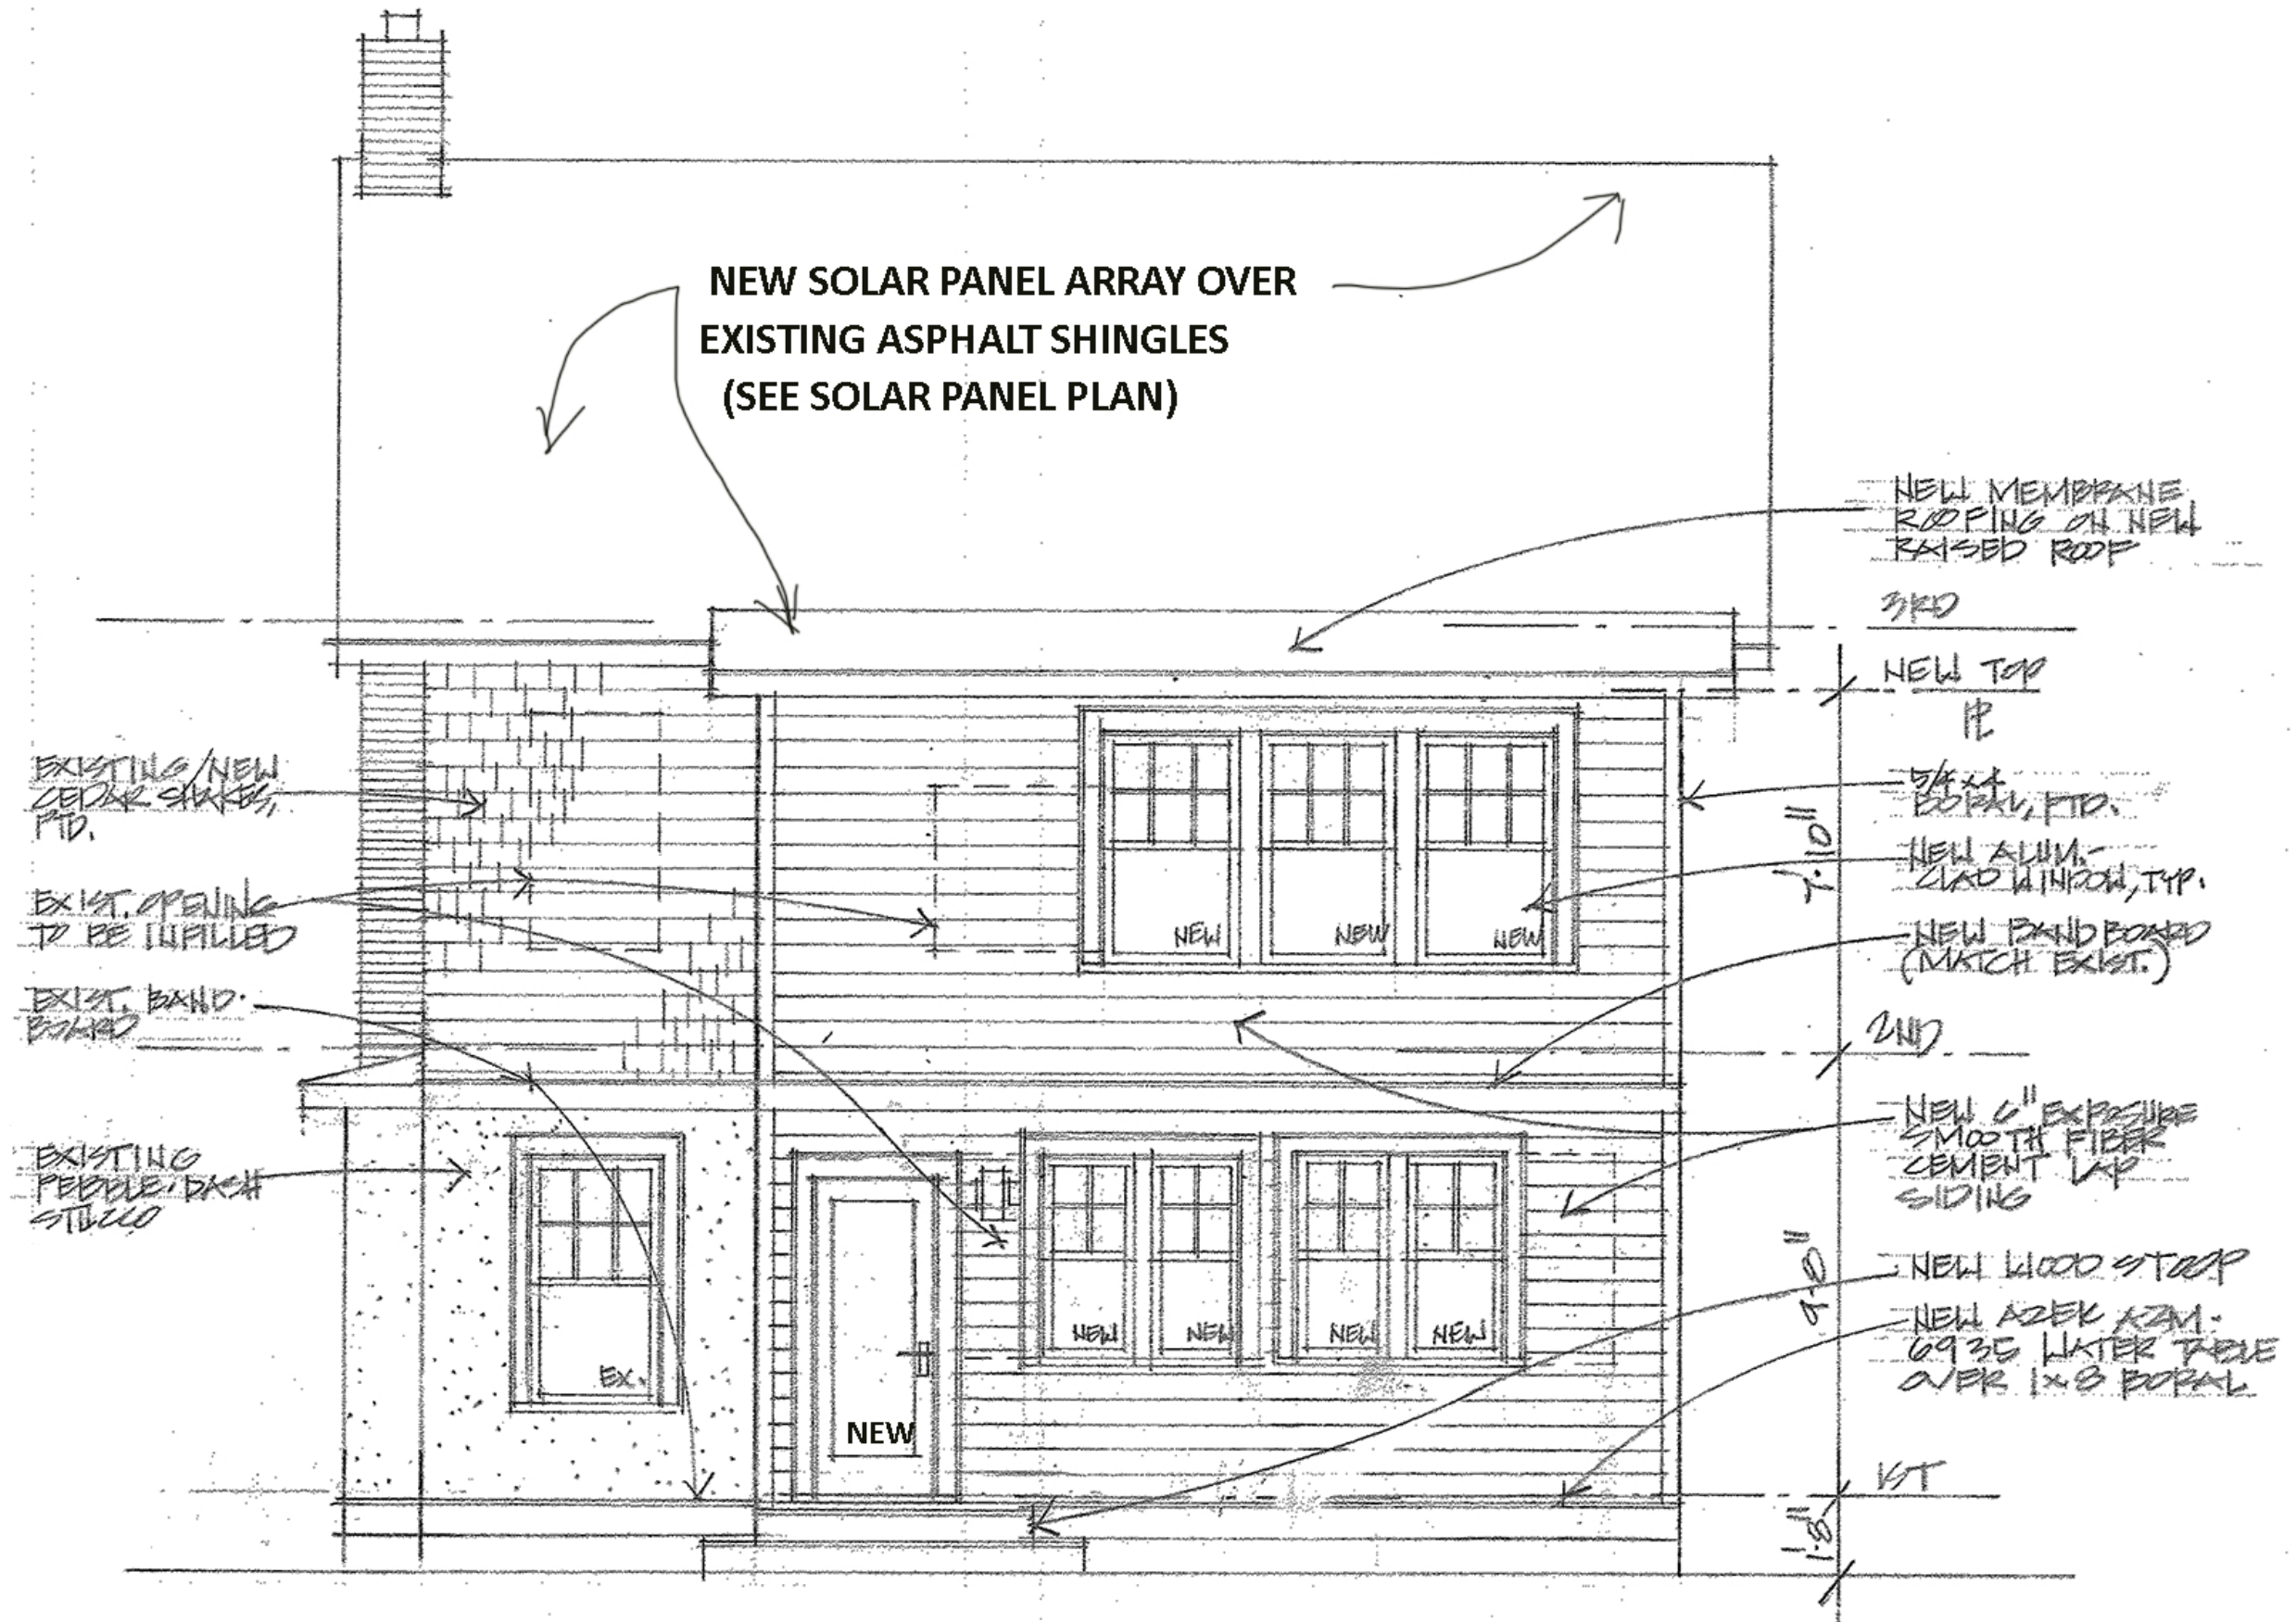 NEW SOLAR PANEL ARRAY OVER
EXISTING ASPHALT SHINGLES
(SEE SOLAR PANEL PLAN)
NEW MEMBRANE
ROOFING ON NEW
RAISED ROOF
3RD
NEW TOP
PL
EXISTING/NEW
CEDAR SHAKES,
PTD.
5/4 x 4
BORAL, PTD.
7'-10"
NEW ALUM.-
CLAD WINDOW, TYP.
EXIST. OPENING
TO BE INFILLED
NEW BAND BOARD
(MATCH EXIST.)
NEW
NEW
NEW
EXIST. BAND-
BOARD
2ND
NEW 6" EXPOSURE
SMOOTH FIBER
CEMENT LAP
SIDING
EXISTING
PEBBLE-DASH
STUCCO
9'-0"
NEW WOOD STOOP
NEW AZEK AZM-
6935 WATER TABLE
OVER 1x8 BORAL
NEW
NEW
NEW
NEW
EX.
NEW
1ST
1'-8"